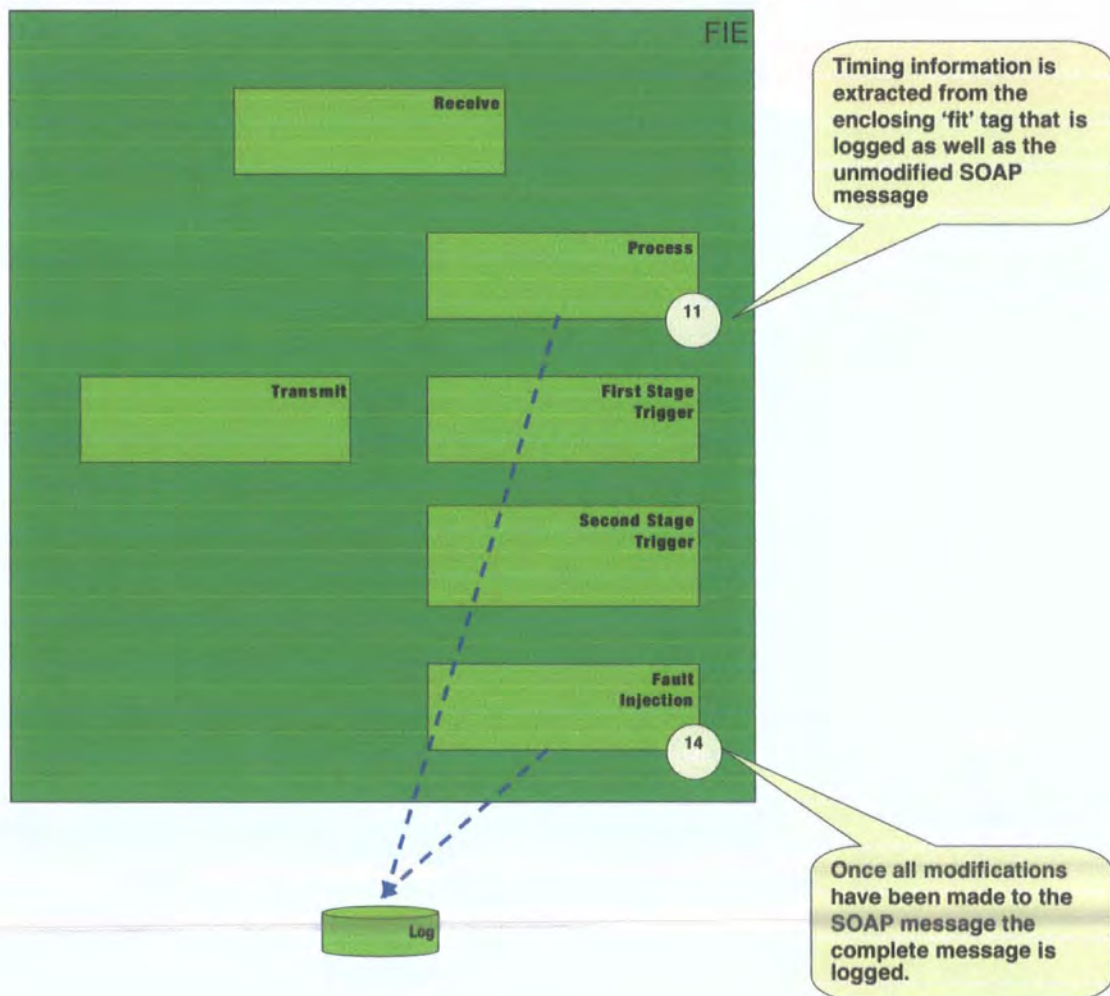 FIE
Timing information is
extracted from the
enclosing ‘fit’ tag that is
logged as well as the
unmodified SOAP
message
Receive
Process
11
Transmit
First Stage
Trigger
Second Stage
Trigger
Fault
Injection
14
Once all modifications
have been made to the
SOAP message the
complete message is
logged.
Log